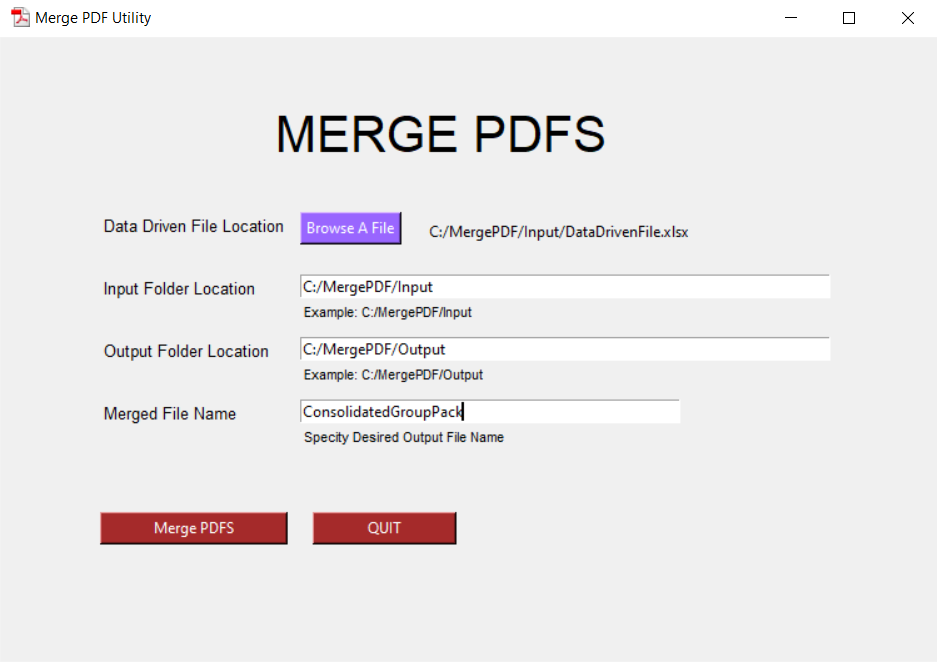 Merge PDF Utility
MERGE PDFS
Data Driven File Location Browse A File C:/MergePDF/Input/DataDrivenFile.xlsx
Input Folder Location C:/MergePDF/Input
Example: C:/MergePDF/Input
Output Folder Location C:/MergePDF/Output
Example: C:/MergePDF/Output
Merged File Name ConsolidatedGroupPack
Specity Desired Output File Name
Merge PDFS QUIT